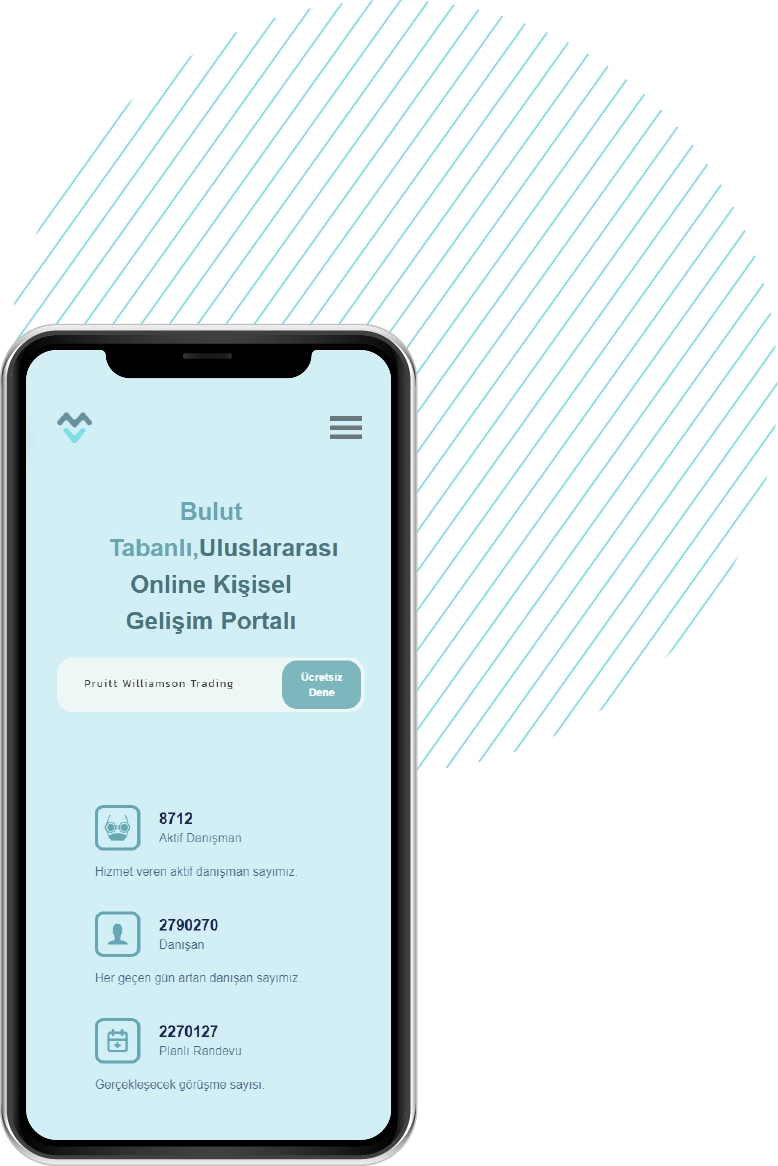 Bulut
Tabanlı,Uluslararası
Online Kişisel
Gelişim Portalı
Pruitt Williamson Trading
Ücretsiz
Dene
8712
Aktif Danışman
Hizmet veren aktif danışman sayımız.
2790270
Danışan
Her geçen gün artan danışan sayımız.
2270127
Planlı Randevu
Gerçekleşecek görüşme sayısı.